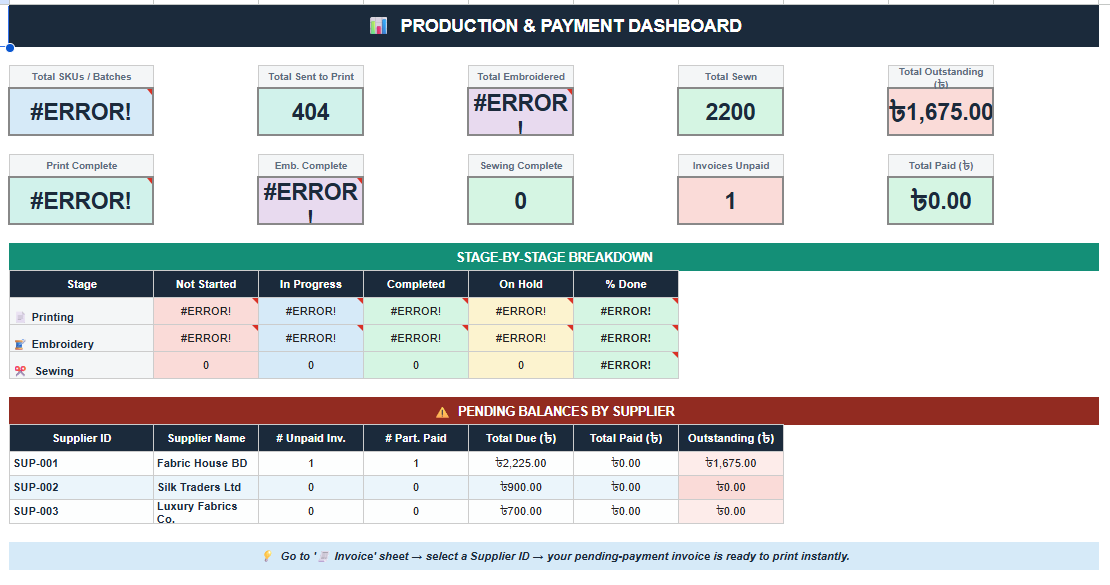 📊 PRODUCTION & PAYMENT DASHBOARD
Total SKUs / Batches
Total Sent to Print
Total Embroidered
Total Sewn
Total Outstanding
(৳)
#ERROR!
404
#ERROR
!
2200
৳1,675.00
Print Complete
Emb. Complete
Sewing Complete
Invoices Unpaid
Total Paid (৳)
#ERROR!
#ERROR
!
0
1
৳0.00
STAGE-BY-STAGE BREAKDOWN
Stage Not Started In Progress Completed On Hold % Done
Printing #ERROR! #ERROR! #ERROR! #ERROR! #ERROR!
Embroidery #ERROR! #ERROR! #ERROR! #ERROR! #ERROR!
Sewing 0 0 0 0 #ERROR!
⚠️ PENDING BALANCES BY SUPPLIER
Supplier ID Supplier Name # Unpaid Inv. # Part. Paid Total Due (৳) Total Paid (৳) Outstanding (৳)
SUP-001 Fabric House BD 1 1 ৳2,225.00 ৳0.00 ৳1,675.00
SUP-002 Silk Traders Ltd 0 0 ৳900.00 ৳0.00 ৳0.00
SUP-003 Luxury Fabrics
Co. 0 0 ৳700.00 ৳0.00 ৳0.00
⚡ Go to '🧾 Invoice' sheet → select a Supplier ID → your pending-payment invoice is ready to print instantly.